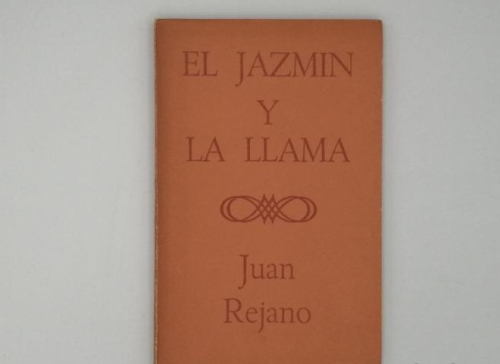 EL JAZMIN
Y
LA LLAMA
Juan
Rejano